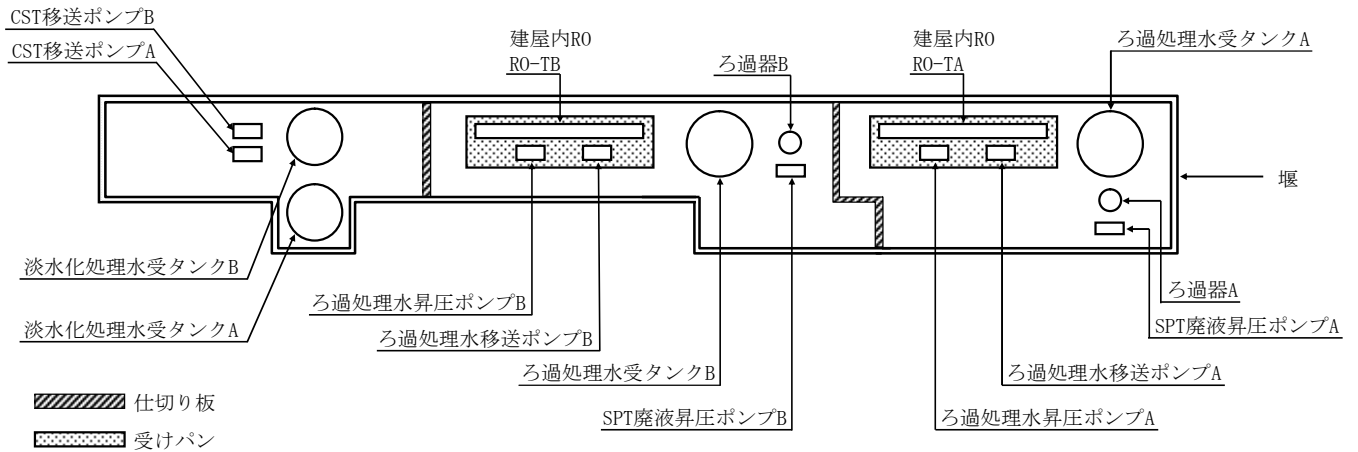 CST移送ポンプB
CST移送ポンプA
建屋内RO
RO-TB
ろ過器B
建屋内RO
RO-TA
ろ過処理水受タンクA
堰
淡水化処理水受タンクB
淡水化処理水受タンクA
ろ過処理水昇圧ポンプB
ろ過処理水移送ポンプB
ろ過処理水受タンクB
SPT廃液昇圧ポンプB
ろ過器A
SPT廃液昇圧ポンプA
ろ過処理水移送ポンプA
ろ過処理水昇圧ポンプA
仕切り板
受けパン